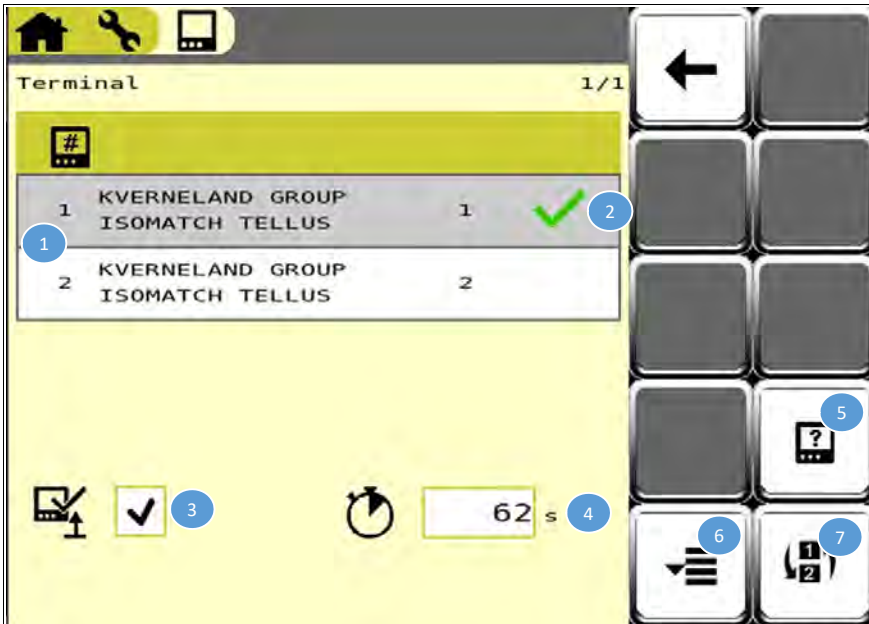 Terminal 1/1
#
1 KVERNELAND GROUP ISOMATCH TELLUS 1 2
1
2 KVERNELAND GROUP ISOMATCH TELLUS 2
3 62 s 4
5
?
6 7
1
2